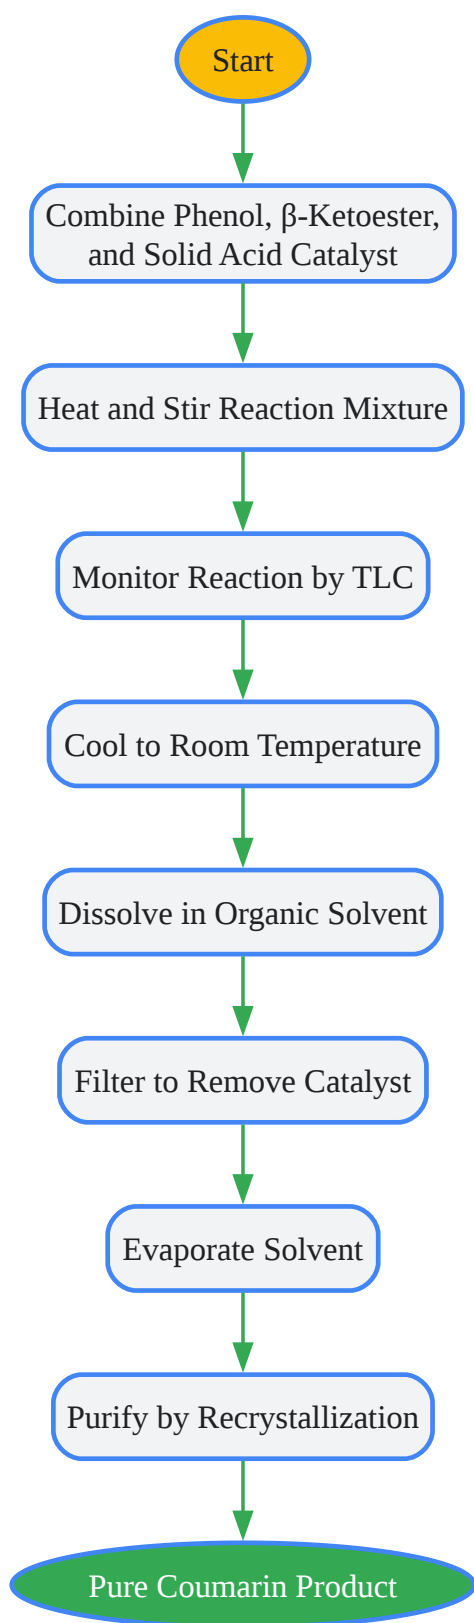 Start
Combine Phenol, β-Ketoester,
and Solid Acid Catalyst
Heat and Stir Reaction Mixture
Monitor Reaction by TLC
Cool to Room Temperature
Dissolve in Organic Solvent
Filter to Remove Catalyst
Evaporate Solvent
Purify by Recrystallization
Pure Coumarin Product